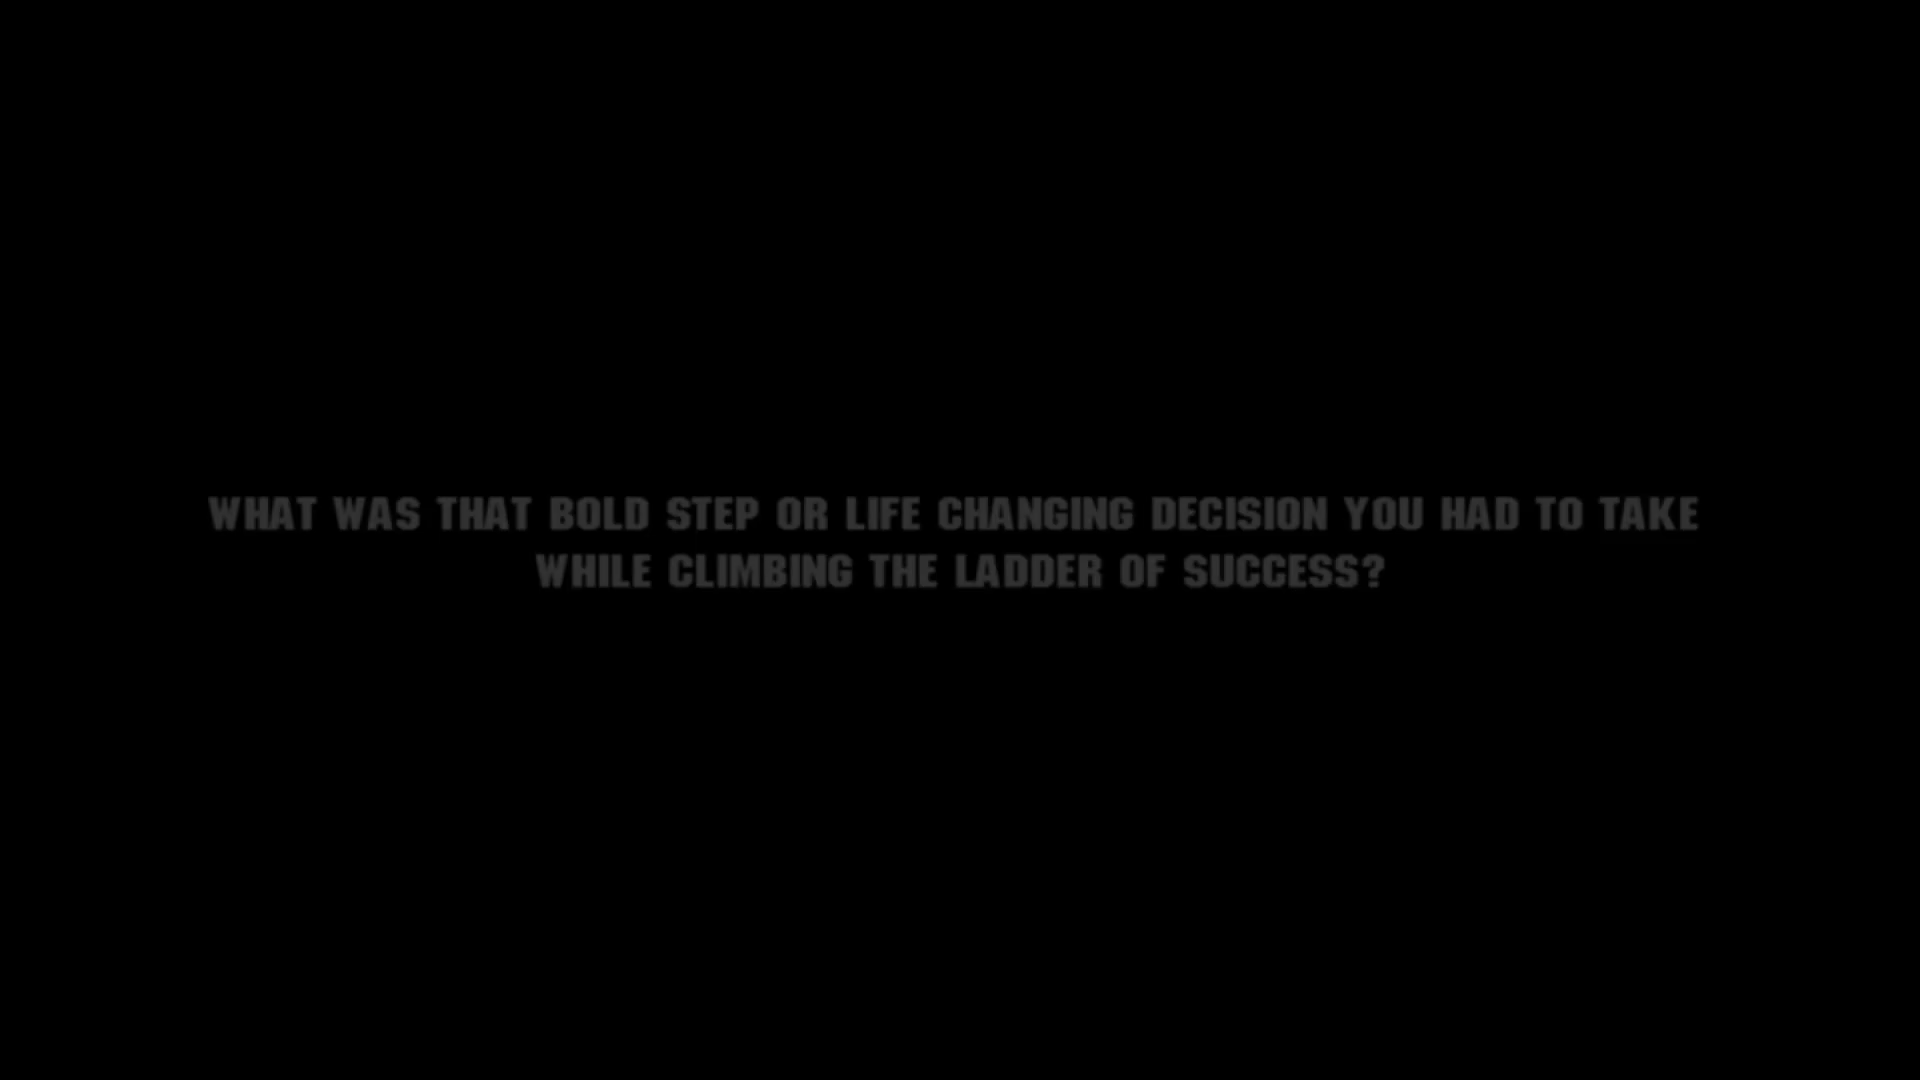 WHAT WAS THAT BOLD STEP OR LIFE CHANGING DECISION YOU HAD TO TAKE
WHILE CLIMBING THE LADDER OF SUCCESS?